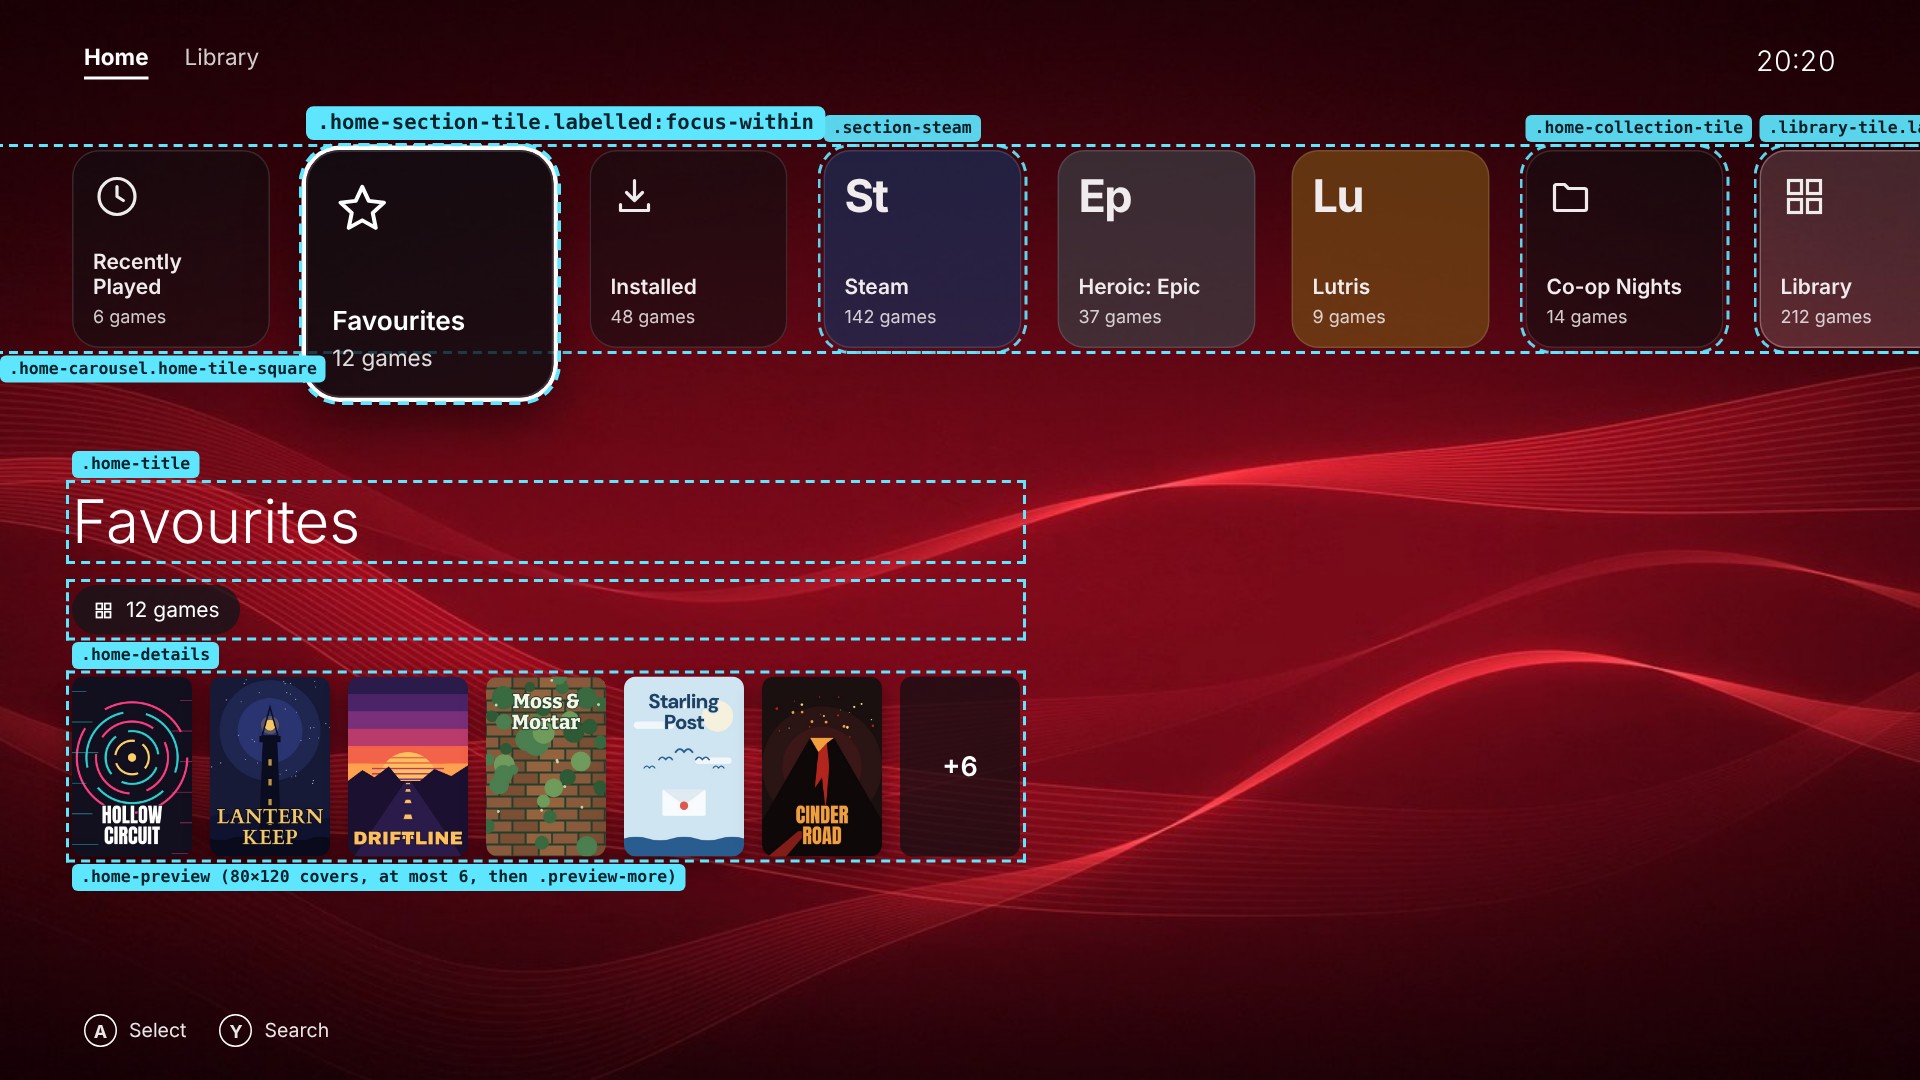 Home
Library
20:20
.home-section-tile.labelled:focus-within
.section-steam
.home-collection-tile
.library-tile.la
Recently
Played
6 games
Favourites
12 games
Installed
48 games
St
Steam
142 games
Ep
Heroic: Epic
37 games
Lu
Lutris
9 games
Co-op Nights
14 games
Library
212 games
.home-carousel.home-tile-square
.home-title
Favourites
12 games
.home-details
HOLLOW
CIRCUIT
LANTERN
KEEP
DRIFTLINE
Moss &
Mortar
Starling
Post
CINDER
ROAD
+6
.home-preview (80×120 covers, at most 6, then .preview-more)
A Select
Y Search